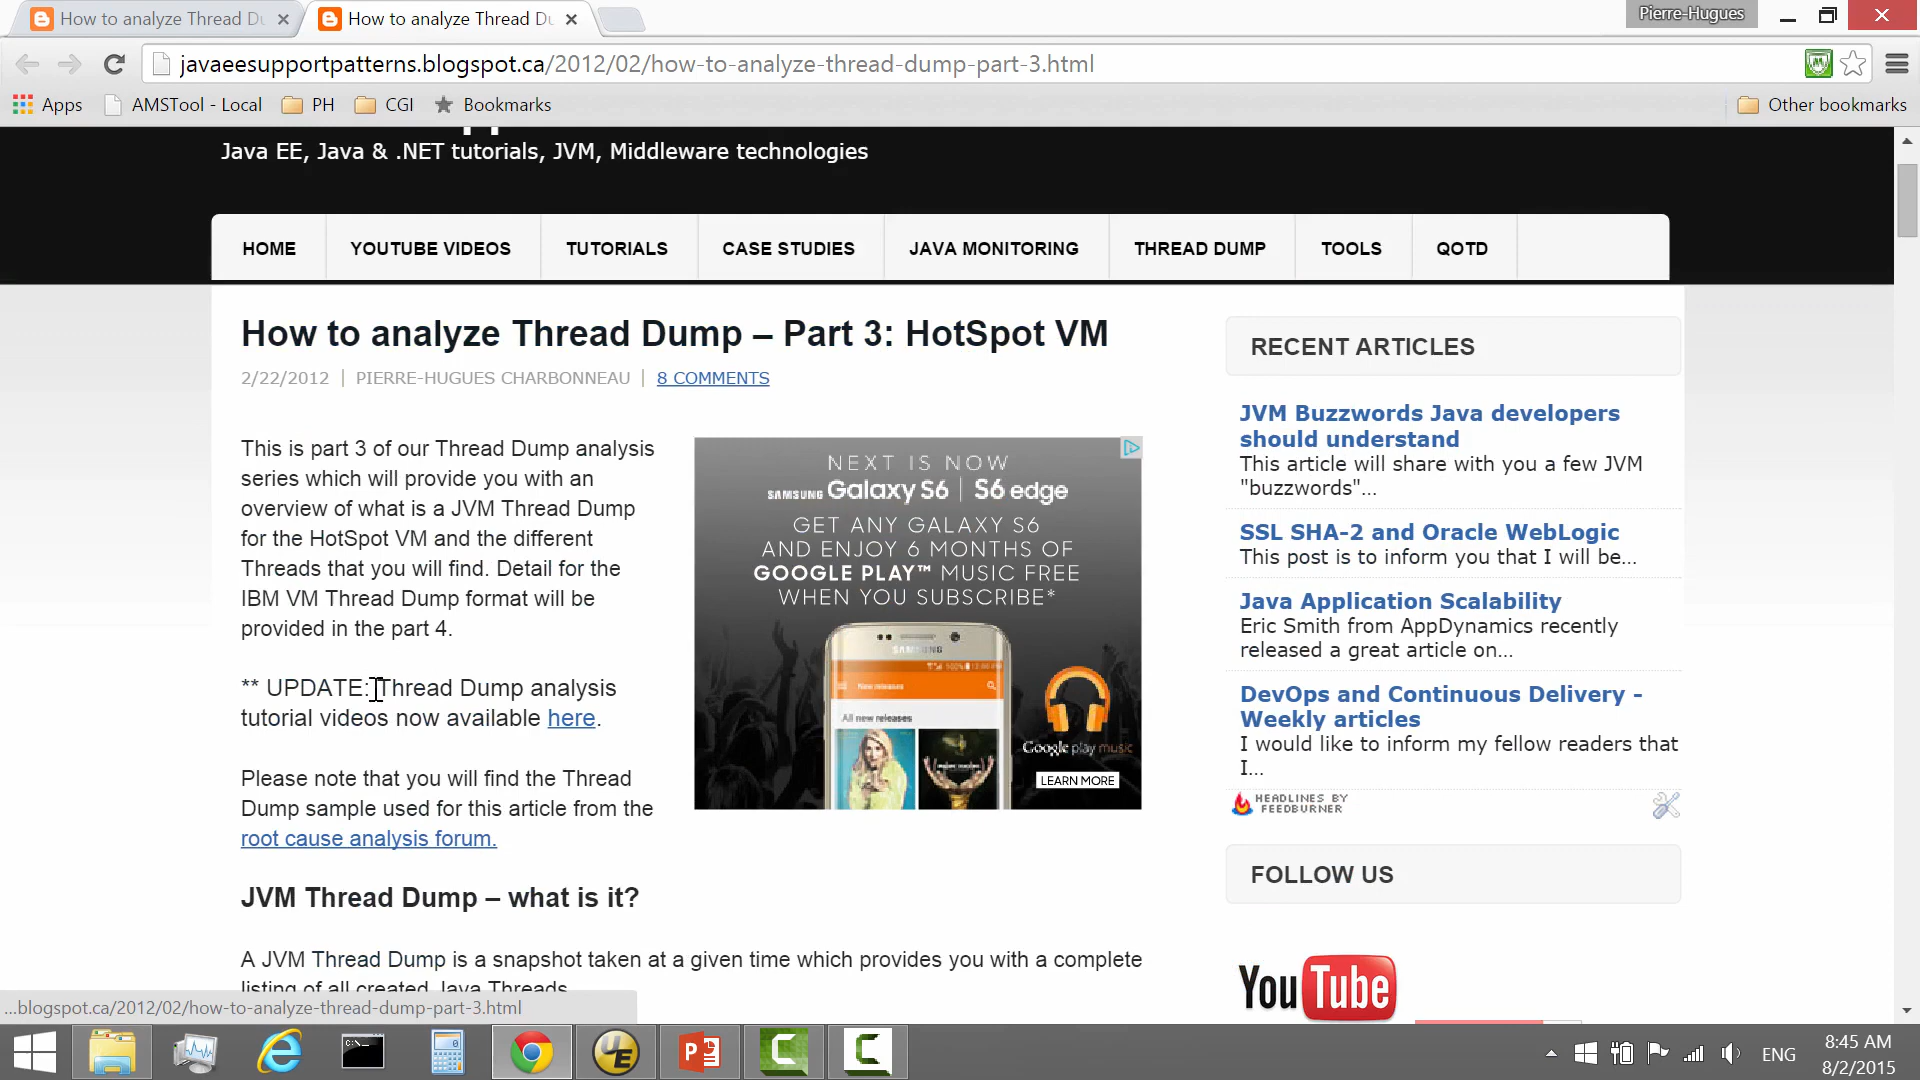 How to analyze Thread Du
How to analyze Thread Du
Pierre-Hugues
javaeesupportpatterns.blogspot.ca/2012/02/how-to-analyze-thread-dump-part-3.html
Apps
AMSTool - Local
PH
CGI
Bookmarks
Other bookmarks
Java EE, Java & .NET tutorials, JVM, Middleware technologies
HOME
YOUTUBE VIDEOS
TUTORIALS
CASE STUDIES
JAVA MONITORING
THREAD DUMP
TOOLS
QOTD
How to analyze Thread Dump – Part 3: HotSpot VM
2/22/2012 | PIERRE-HUGUES CHARBONNEAU | 8 COMMENTS
This is part 3 of our Thread Dump analysis
series which will provide you with an
overview of what is a JVM Thread Dump
for the HotSpot VM and the different
Threads that you will find. Detail for the
IBM VM Thread Dump format will be
provided in the part 4.
** UPDATE: Thread Dump analysis
tutorial videos now available here.
Please note that you will find the Thread
Dump sample used for this article from the
root cause analysis forum.
JVM Thread Dump – what is it?
A JVM Thread Dump is a snapshot taken at a given time which provides you with a complete
listing of all created Java Threads.
NEXT IS NOW
SAMSUNG Galaxy S6 | S6 edge
GET ANY GALAXY S6
AND ENJOY 6 MONTHS OF
GOOGLE PLAY™ MUSIC FREE
WHEN YOU SUBSCRIBE*
SAMSUNG
New releases
All new releases
Google play music
LEARN MORE
RECENT ARTICLES
JVM Buzzwords Java developers
should understand
This article will share with you a few JVM
"buzzwords"...
SSL SHA-2 and Oracle WebLogic
This post is to inform you that I will be...
Java Application Scalability
Eric Smith from AppDynamics recently
released a great article on...
DevOps and Continuous Delivery -
Weekly articles
I would like to inform my fellow readers that
I...
HEADLINES BY
FEEDBURNER
FOLLOW US
YouTube
...blogspot.ca/2012/02/how-to-analyze-thread-dump-part-3.html
ENG
8:45 AM
8/2/2015